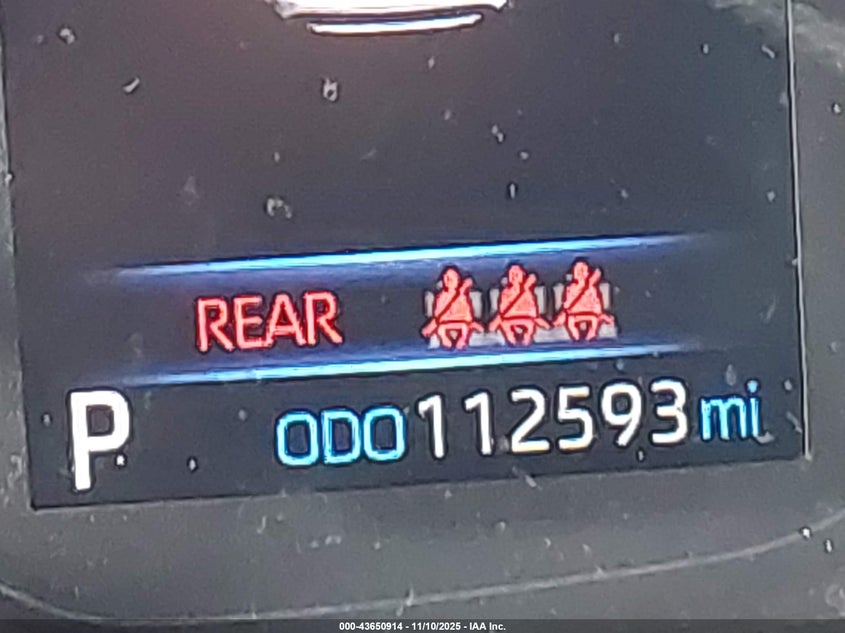 REAR
P ODO 112593 mi
000-43650914 - 11/10/2025 - IAA Inc.